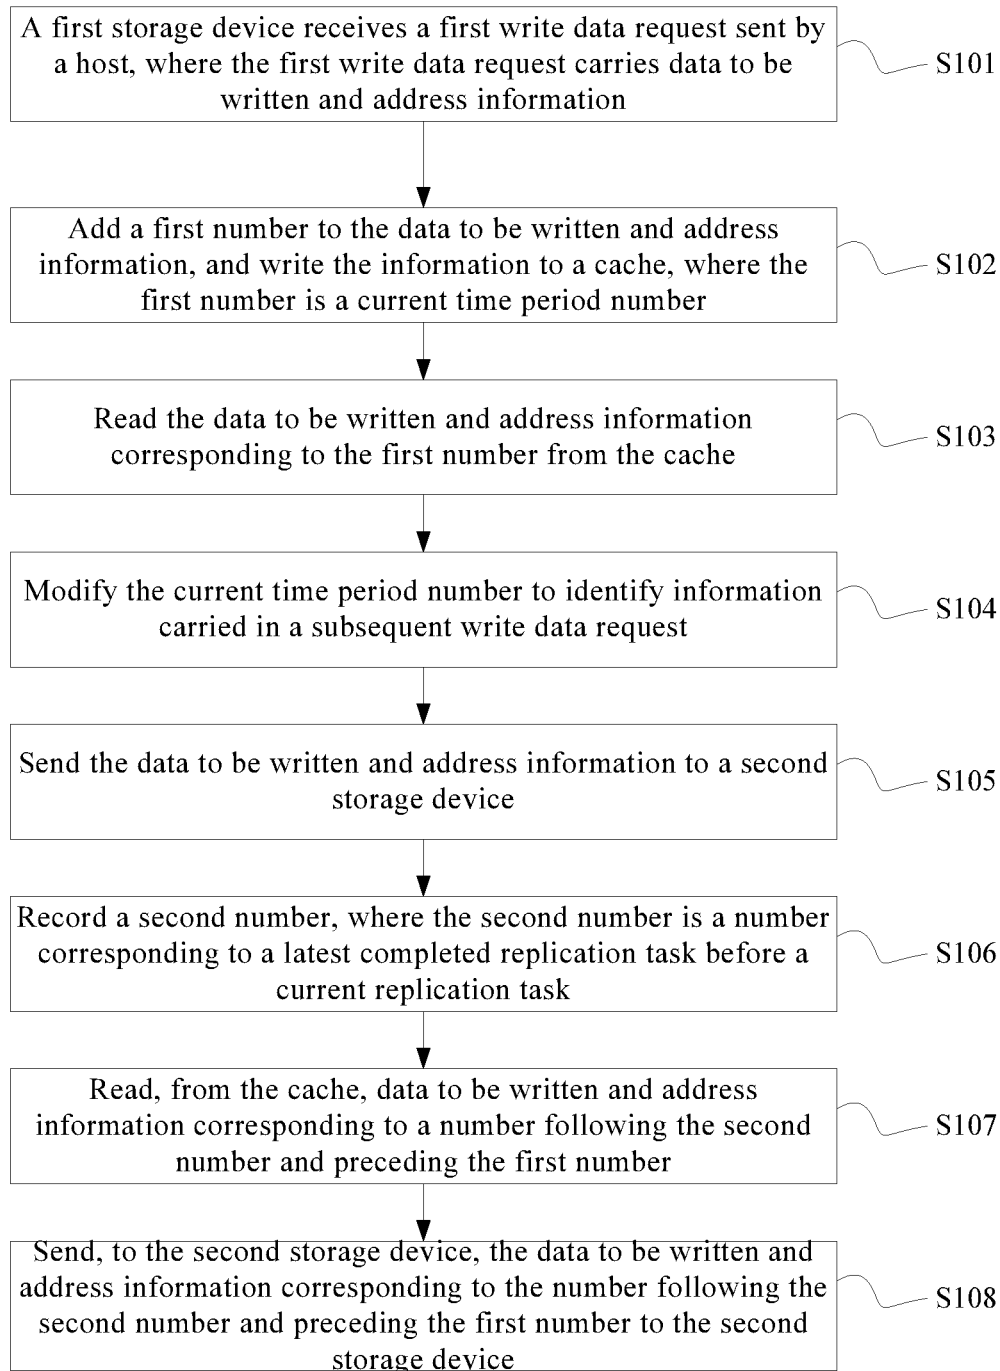 A first storage device receives a first write data request sent by
a host, where the first write data request carries data to be
written and address information
S101
Add a first number to the data to be written and address
information, and write the information to a cache, where the
first number is a current time period number
S102
Read the data to be written and address information
corresponding to the first number from the cache
S103
Modify the current time period number to identify information
carried in a subsequent write data request
S104
Send the data to be written and address information to a second
storage device
S105
Record a second number, where the second number is a number
corresponding to a latest completed replication task before a
current replication task
S106
Read, from the cache, data to be written and address
information corresponding to a number following the second
number and preceding the first number
S107
Send, to the second storage device, the data to be written and
address information corresponding to the number following the
second number and preceding the first number to the second
storage device
S108